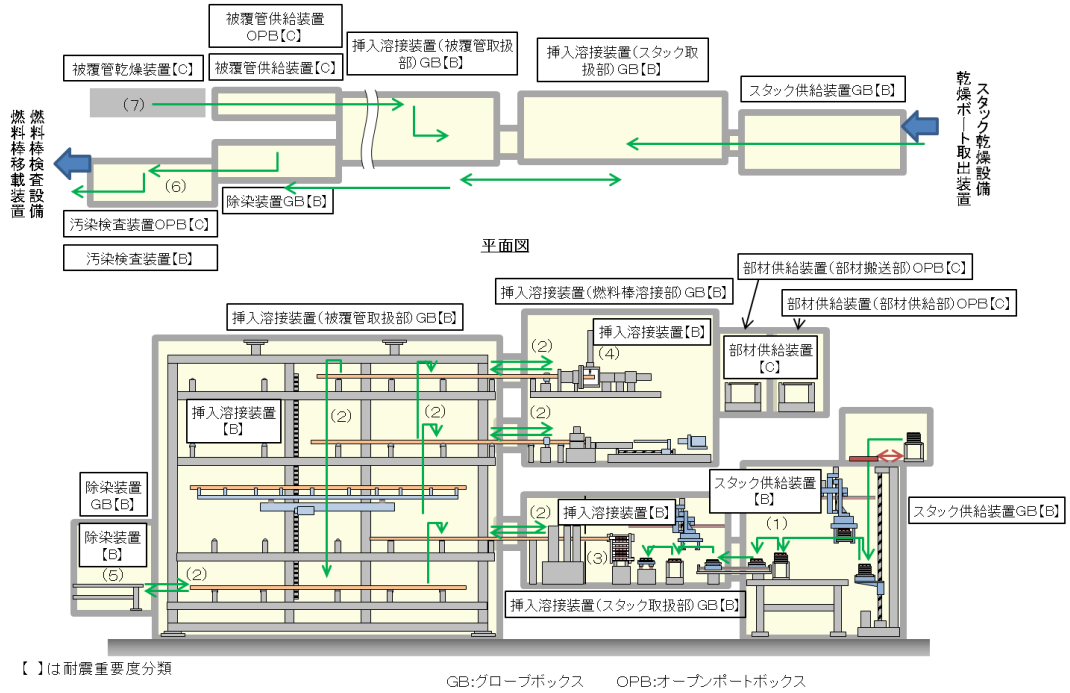 被覆管供給装置
OPB【C】
挿入溶接装置(被覆管取扱
部)GB【B】
挿入溶接装置(スタック取
扱部)GB【B】
被覆管乾燥装置【C】
被覆管供給装置【C】
スタック供給装置GB【B】
スタック乾燥設備
乾燥ボート取出装置
(7)
燃料棒検査設備
燃料棒移載装置
(6)
除染装置GB【B】
汚染検査装置OPB【C】
汚染検査装置【B】
平面図
部材供給装置(部材搬送部)OPB【C】
挿入溶接装置(燃料棒溶接部)GB【B】
部材供給装置(部材供給部)OPB【C】
挿入溶接装置(被覆管取扱部)GB【B】
挿入溶接装置【B】
(2)
(4)
部材供給装置
【C】
挿入溶接装置
【B】
(2)
(2)
(2)
除染装置
GB【B】
スタック供給装置
【B】
スタック供給装置GB【B】
挿入溶接装置【B】
(2)
(1)
除染装置
【B】
(3)
(5)
(2)
挿入溶接装置(スタック取扱部)GB【B】
【 】は耐震重要度分類
GB:グローブボックス OPB:オープンポートボックス